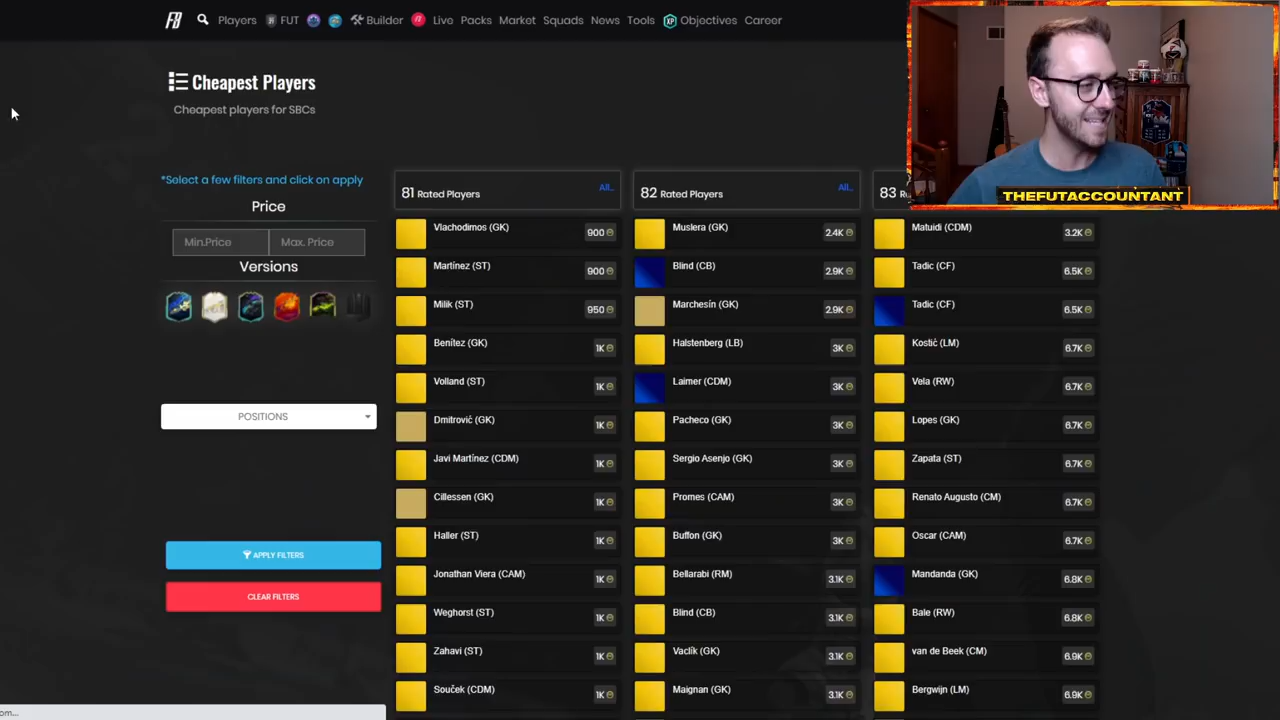 FB Players FUT Builder Live Packs Market Squads News Tools XP Objectives Career
Cheapest Players
Cheapest players for SBCs
THEFUTACCOUNTANT
*Select a few filters and click on apply
Price
Min.Price Max. Price
Versions
POSITIONS
APPLY FILTERS
CLEAR FILTERS
81 Rated Players All..
Vlachodimos (GK) 900
Martínez (ST) 900
Milik (ST) 950
Benítez (GK) 1K
Volland (ST) 1K
Dmitrović (GK) 1K
Javi Martínez (CDM) 1K
Cillessen (GK) 1K
Haller (ST) 1K
Jonathan Viera (CAM) 1K
Weghorst (ST) 1K
Zahavi (ST) 1K
Souček (CDM) 1K
82 Rated Players All..
Muslera (GK) 2.4K
Blind (CB) 2.9K
Marchesín (GK) 2.9K
Halstenberg (LB) 3K
Laimer (CDM) 3K
Pacheco (GK) 3K
Sergio Asenjo (GK) 3K
Promes (CAM) 3K
Buffon (GK) 3K
Bellarabi (RM) 3.1K
Blind (CB) 3.1K
Vaclík (GK) 3.1K
Maignan (GK) 3.1K
83
Matuidi (CDM) 3.2K
Tadic (CF) 6.5K
Tadic (CF) 6.5K
Kostić (LM) 6.7K
Vela (RW) 6.7K
Lopes (GK) 6.7K
Zapata (ST) 6.7K
Renato Augusto (CM) 6.7K
Oscar (CAM) 6.7K
Mandanda (GK) 6.8K
Bale (RW) 6.8K
van de Beek (CM) 6.9K
Bergwijn (LM) 6.9K
om...